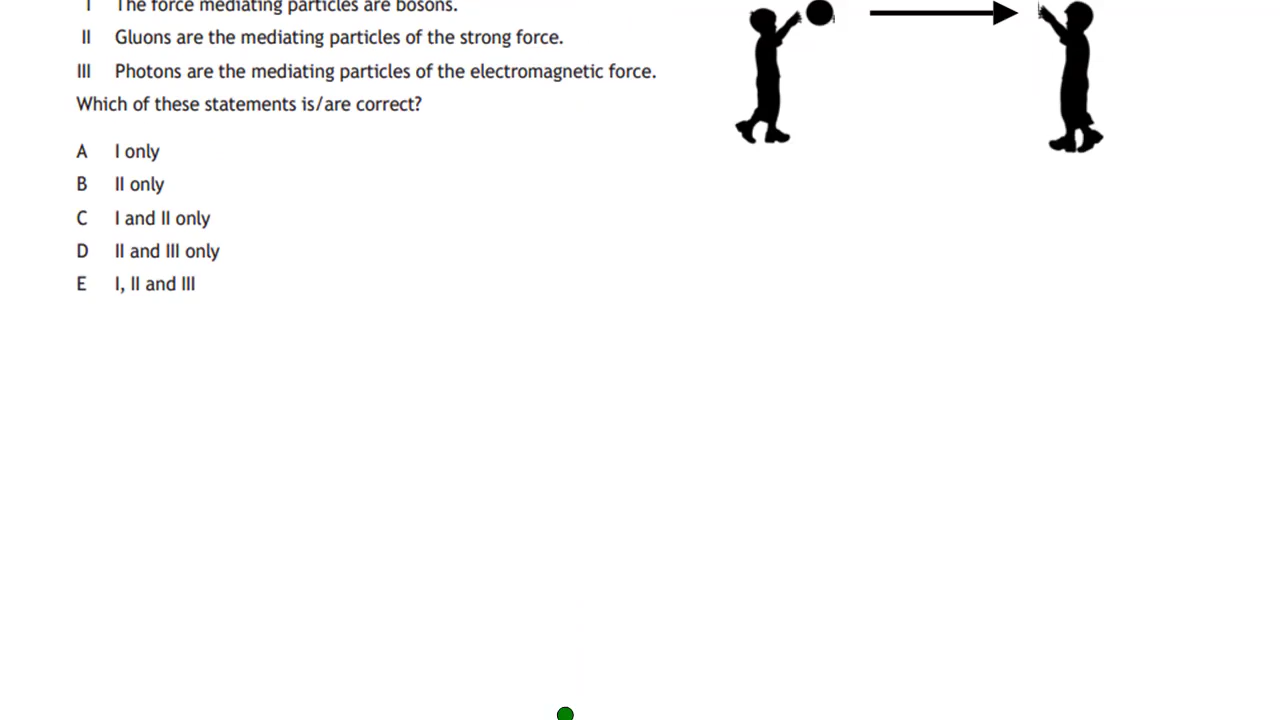 I The force mediating particles are bosons.
II Gluons are the mediating particles of the strong force.
III Photons are the mediating particles of the electromagnetic force.
Which of these statements is/are correct?
A I only
B II only
C I and II only
D II and III only
E I, II and III